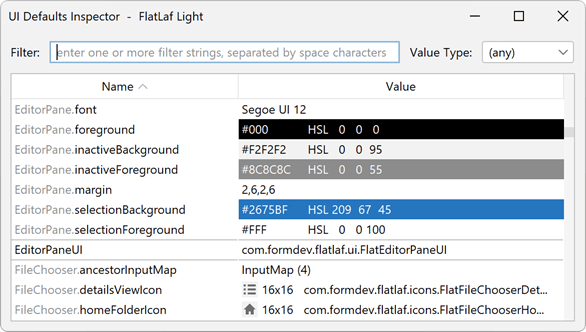 UI Defaults Inspector - FlatLaf Light
Filter: enter one or more filter strings, separated by space characters Value Type: (any)
Name Value
EditorPane.font Segoe UI 12
EditorPane.foreground #000 HSL 0 0 0
EditorPane.inactiveBackground #F2F2F2 HSL 0 0 95
EditorPane.inactiveForeground #8C8C8C HSL 0 0 55
EditorPane.margin 2,6,2,6
EditorPane.selectionBackground #2675BF HSL 209 67 45
EditorPane.selectionForeground #FFF HSL 0 0 100
EditorPaneUI com.formdev.flatlaf.ui.FlatEditorPaneUI
FileChooser.ancestorInputMap InputMap (4)
FileChooser.detailsViewIcon 16x16 com.formdev.flatlaf.icons.FlatFileChooserDet...
FileChooser.homeFolderIcon 16x16 com.formdev.flatlaf.icons.FlatFileChooserHo...